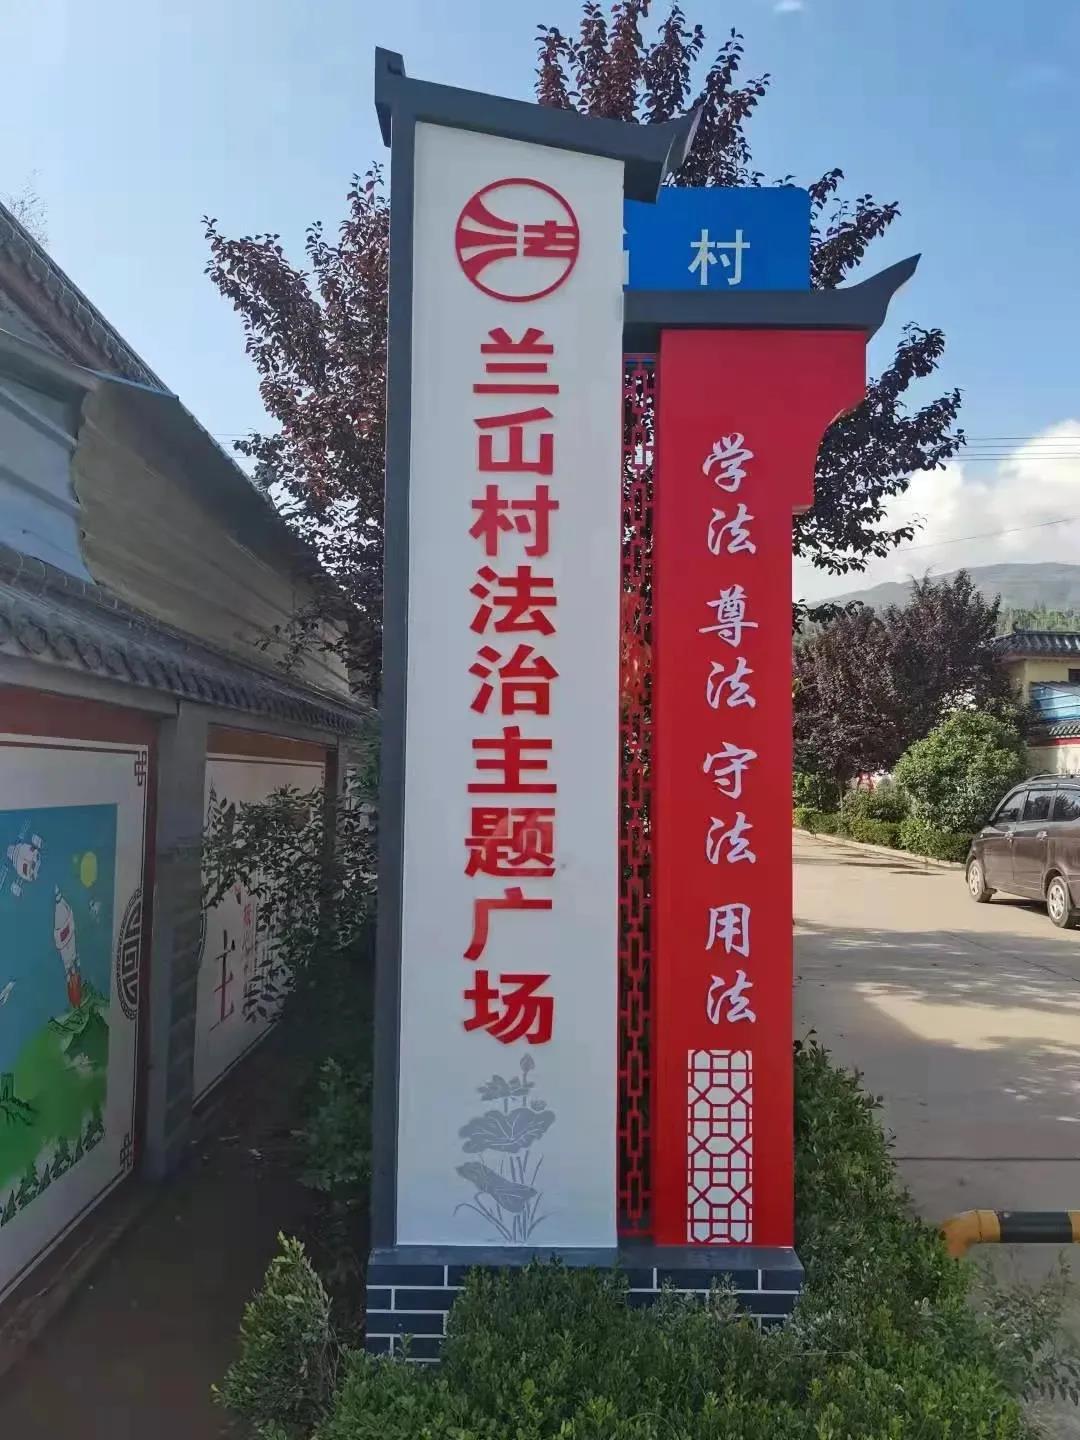 法
兰山村法治主题广场
村
学法 尊法 守法 用法
主